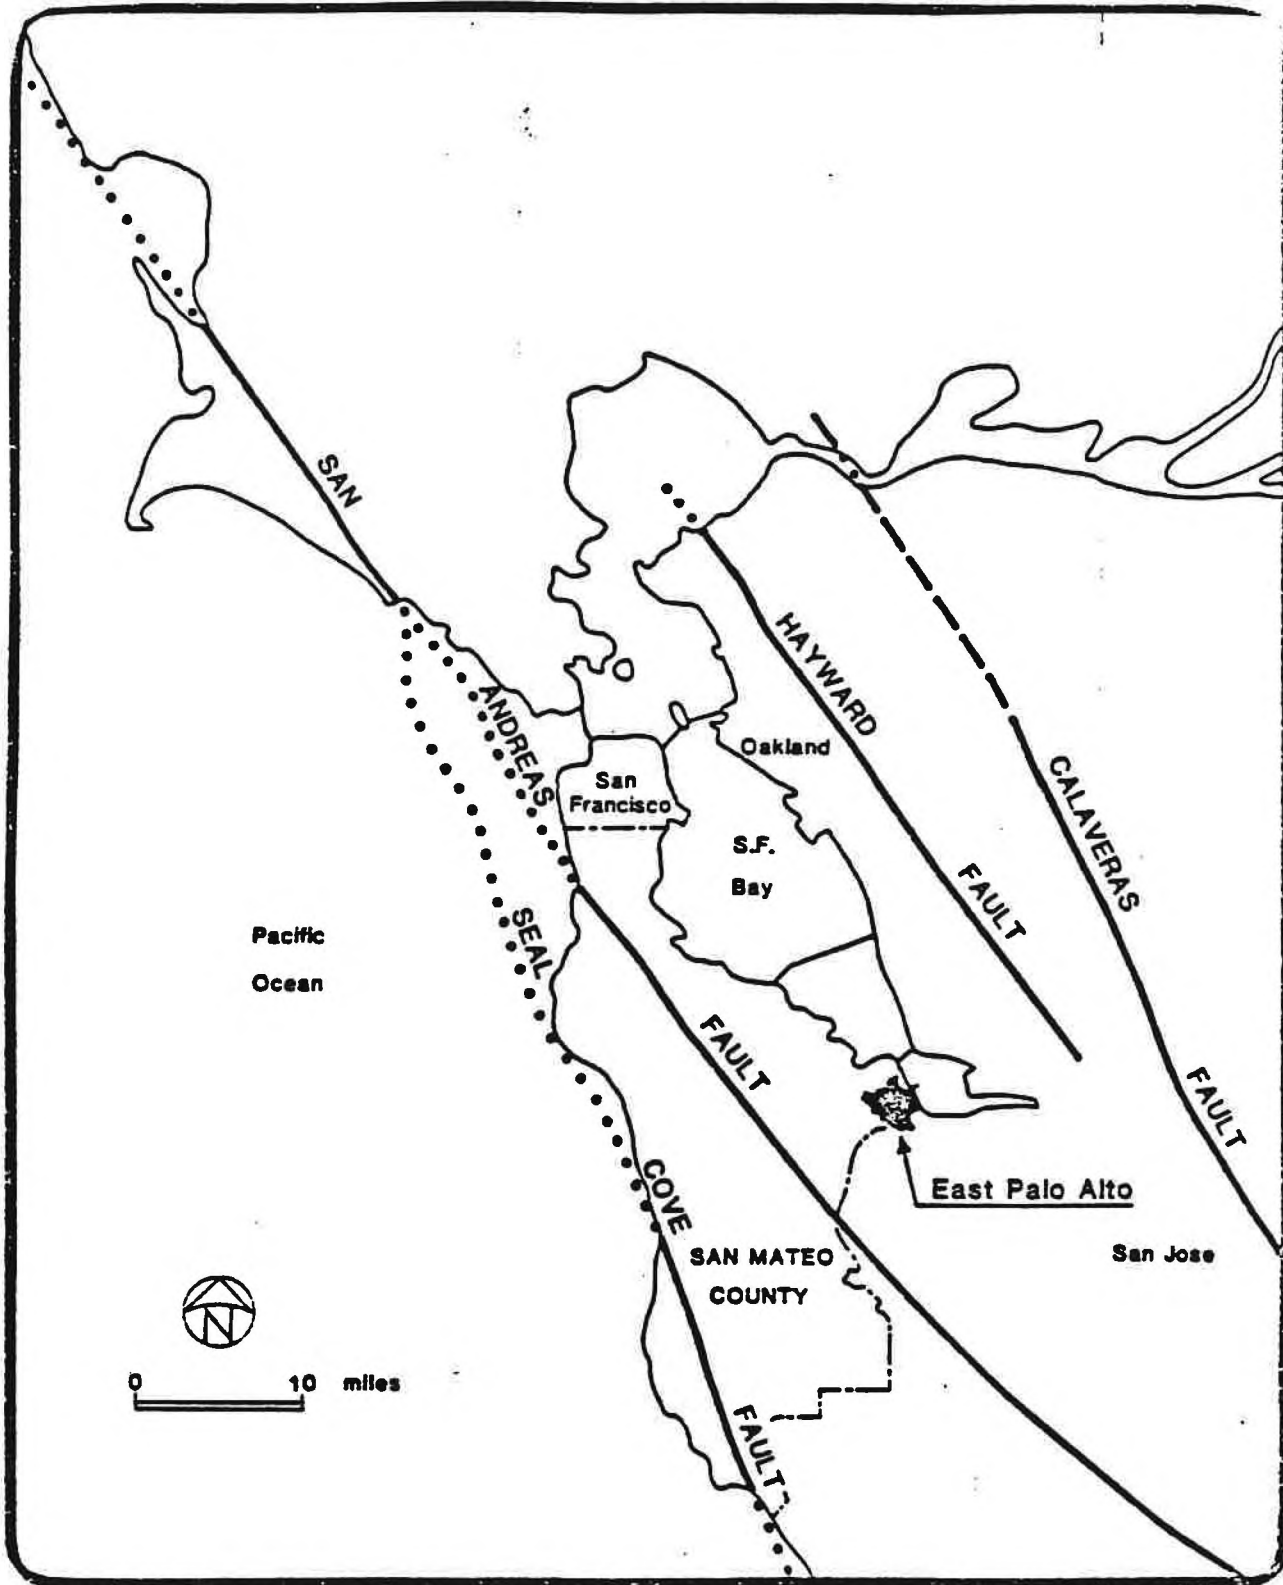 SAN
ANDREAS
FAULT
HAYWARD
FAULT
CALAVERAS
FAULT
Oakland
San
Francisco
S.F.
Bay
SEAL
COVE
FAULT
Pacific
Ocean
East Palo Alto
SAN MATEO
COUNTY
San Jose
N
0 10 miles